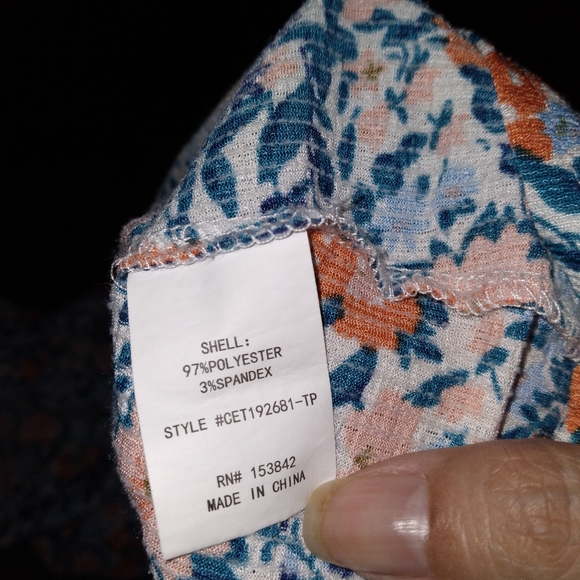 SHELL:
97%POLYESTER
3%SPANDEX
STYLE #CET192681-TP
RN# 153842
MADE IN CHINA